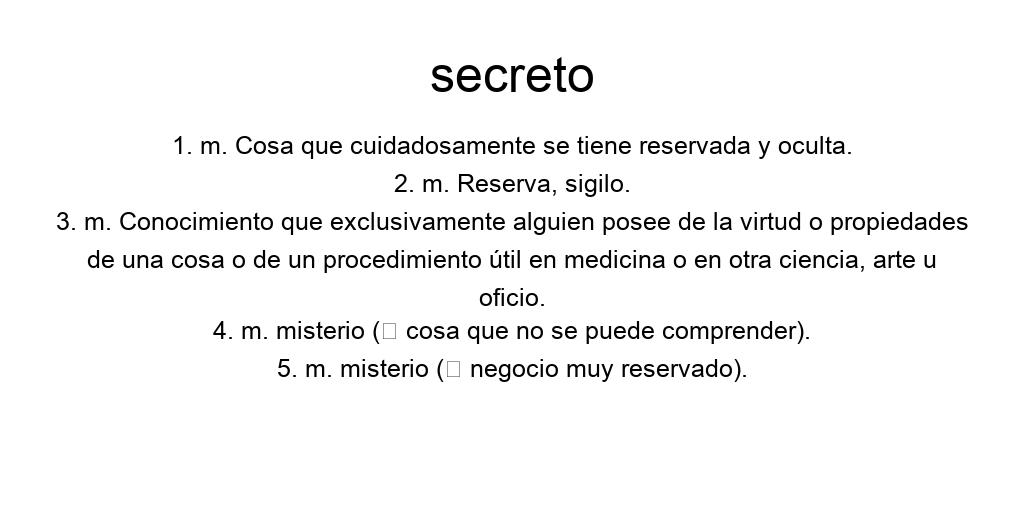 secreto
1. m. Cosa que cuidadosamente se tiene reservada y oculta.
2. m. Reserva, sigilo.
3. m. Conocimiento que exclusivamente alguien posee de la virtud o propiedades
de una cosa o de un procedimiento útil en medicina o en otra ciencia, arte u
oficio.
4. m. misterio (□ cosa que no se puede comprender).
5. m. misterio (□ negocio muy reservado).